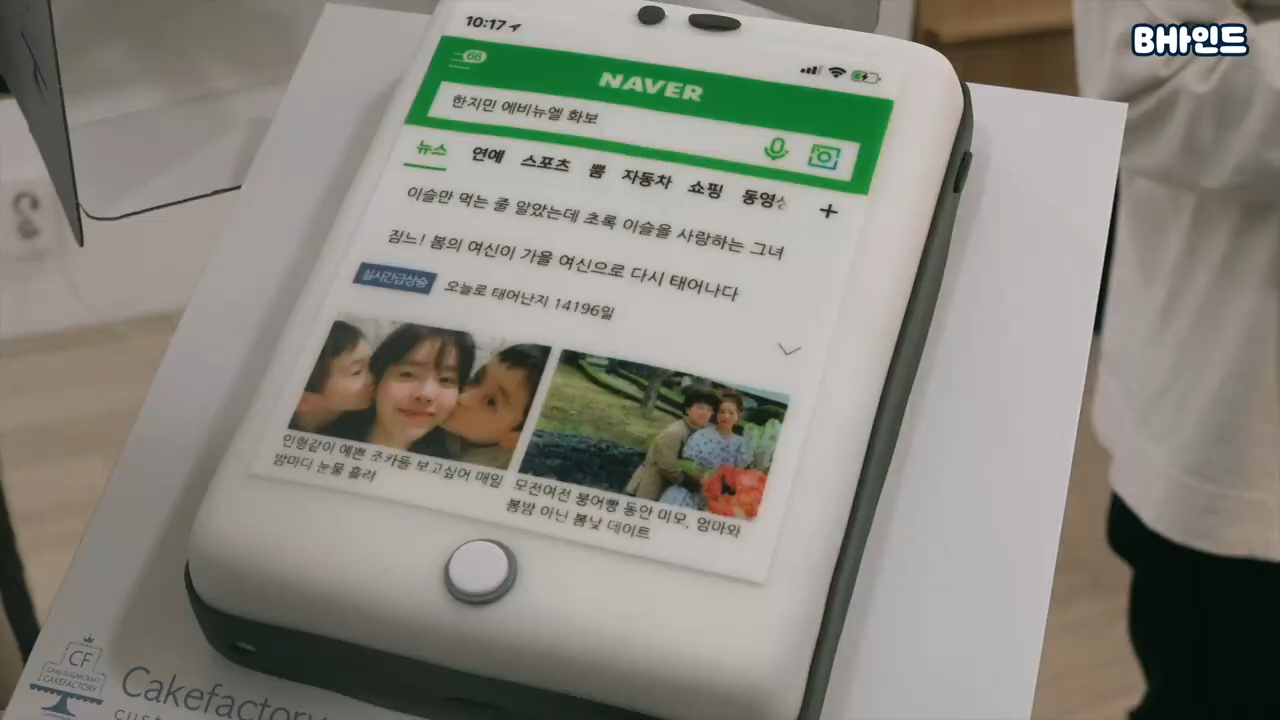 BH바인드
10:17
66
NAVER
한지민 에비뉴엘 화보
뉴스 연예 스포츠 뿜 자동차 쇼핑 동영상
이슬만 먹는 줄 알았는데 초록 이슬을 사랑하는 그녀
짐느! 봄의 여신이 가을 여신으로 다시 태어나다
실시간급상승 오늘로 태어난지 14196일
인형같이 예쁜 조카들 보고싶어 매일
밤마다 눈물 흘려
모전여전 붕어빵 동안 미모, 엄마와
봄밤 아닌 봄낮 데이트
CF
CAKE·SUGARCRAFT
CAKEFACTORY
Cakefactory